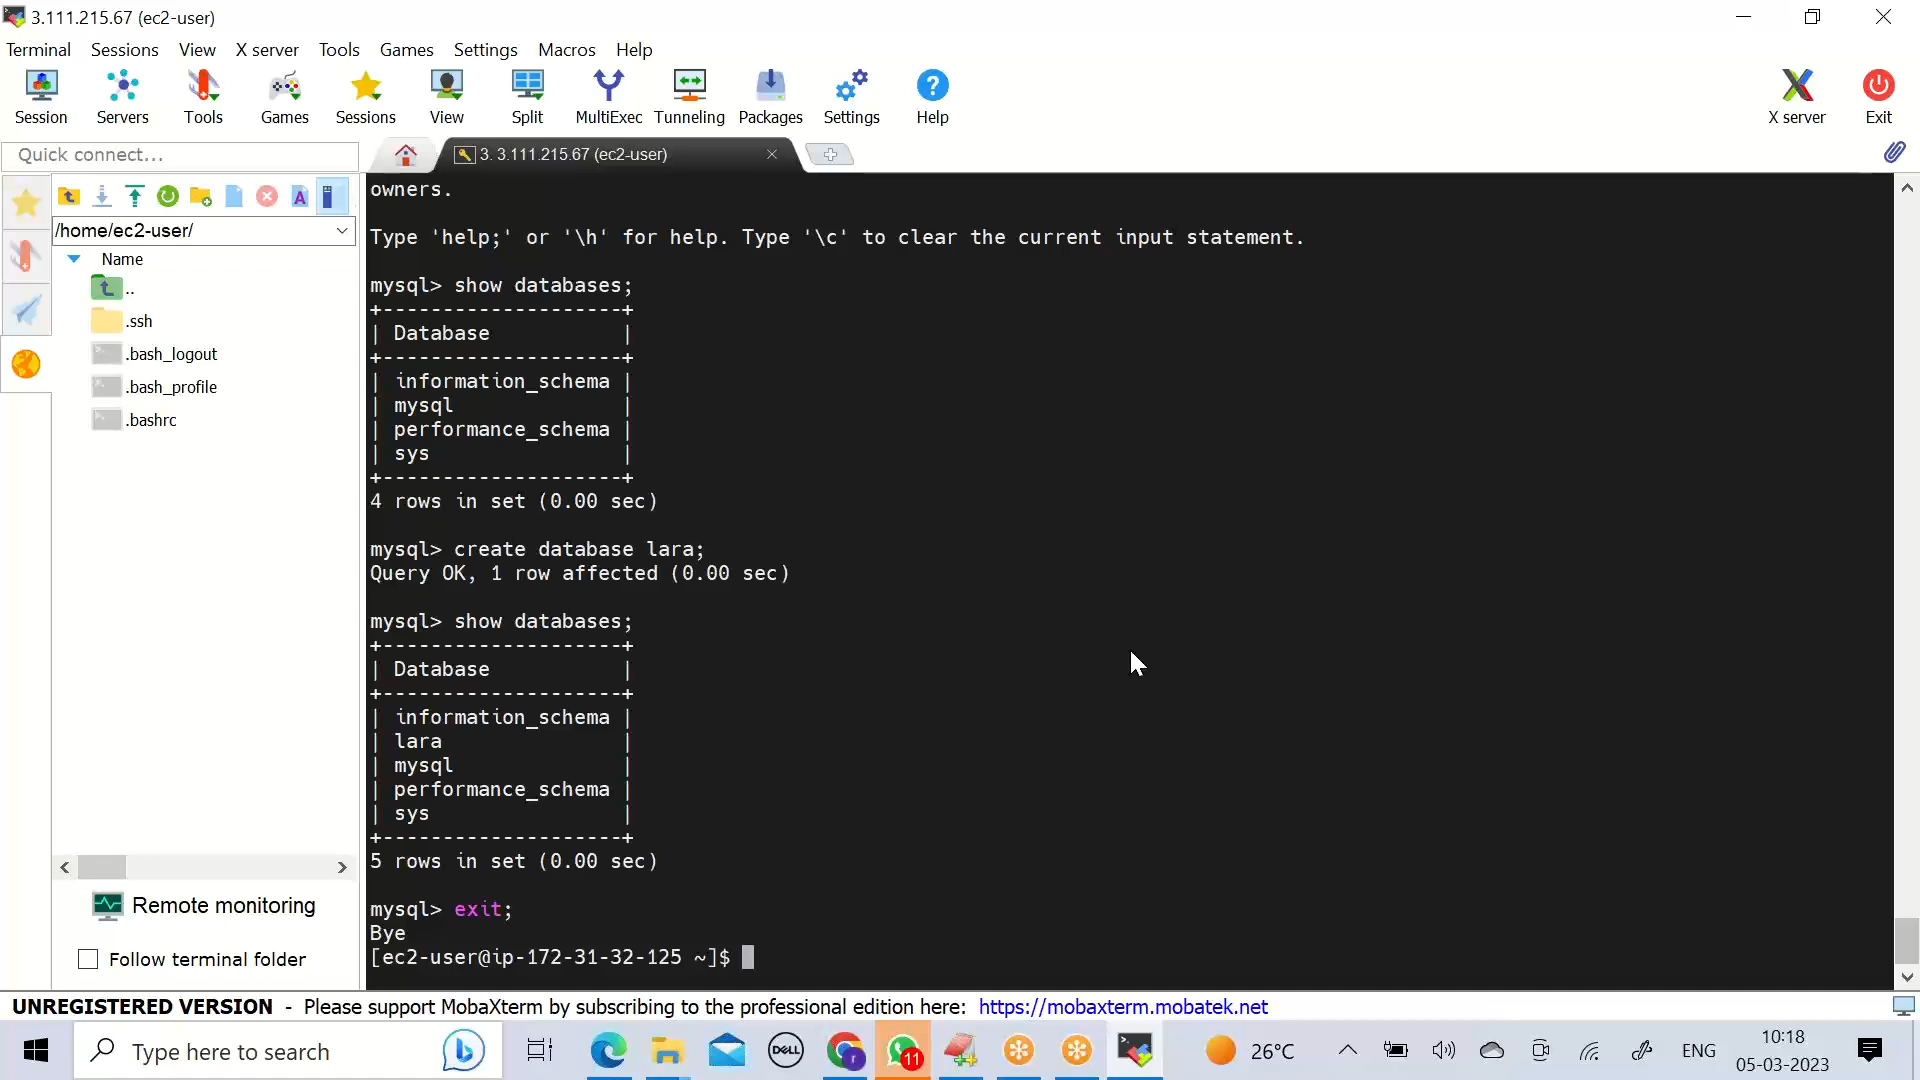 3.111.215.67 (ec2-user)
Terminal Sessions View X server Tools Games Settings Macros Help
Session Servers Tools Games Sessions View Split MultiExec Tunneling Packages Settings Help X server Exit
Quick connect...
3. 3.111.215.67 (ec2-user)
/home/ec2-user/
Name
..
.ssh
.bash_logout
.bash_profile
.bashrc
Remote monitoring
Follow terminal folder
owners.
Type 'help;' or '\h' for help. Type '\c' to clear the current input statement.
mysql> show databases;
+--------------------+
| Database           |
+--------------------+
| information_schema |
| mysql              |
| performance_schema |
| sys                |
+--------------------+
4 rows in set (0.00 sec)
mysql> create database lara;
Query OK, 1 row affected (0.00 sec)
mysql> show databases;
+--------------------+
| Database           |
+--------------------+
| information_schema |
| lara               |
| mysql              |
| performance_schema |
| sys                |
+--------------------+
5 rows in set (0.00 sec)
mysql> exit;
Bye
[ec2-user@ip-172-31-32-125 ~]$
UNREGISTERED VERSION - Please support MobaXterm by subscribing to the professional edition here: https://mobaxterm.mobatek.net
Type here to search
DELL
r
11
26°C
ENG
10:18
05-03-2023